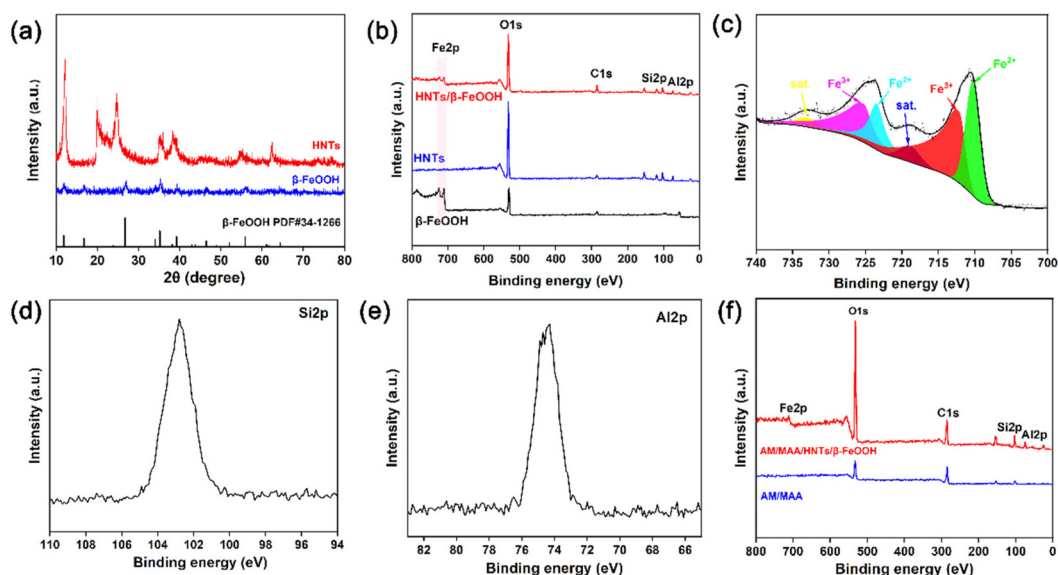 (a)
Intensity (a.u.)
HNTs
β-FeOOH
β-FeOOH PDF#34-1266
10 20 30 40 50 60 70 80
2θ (degree)
(b)
Intensity (a.u.)
O1s
Fe2p
C1s
Si2p
Al2p
HNTs/β-FeOOH
HNTs
β-FeOOH
800 700 600 500 400 300 200 100 0
Binding energy (eV)
(c)
Intensity (a.u.)
Fe²⁺
Fe³⁺
Fe²⁺
Fe³⁺
sat.
sat.
740 735 730 725 720 715 710 705 700
Binding energy (eV)
(d)
Intensity (a.u.)
Si2p
110 108 106 104 102 100 98 96 94
Binding energy (eV)
(e)
Intensity (a.u.)
Al2p
82 80 78 76 74 72 70 68 66
Binding energy (eV)
(f)
Intensity (a.u.)
O1s
Fe2p
C1s
Si2p
Al2p
AM/MAA/HNTs/β-FeOOH
AM/MAA
800 700 600 500 400 300 200 100 0
Binding energy (eV)